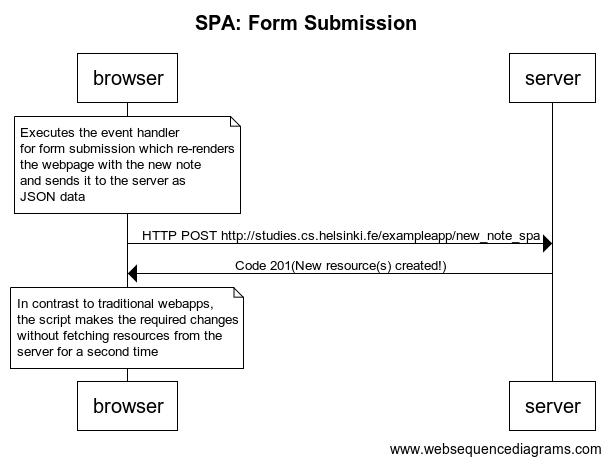 SPA: Form Submission
browser
server
Executes the event handler
for form submission which re-renders
the webpage with the new note
and sends it to the server as
JSON data
HTTP POST http://studies.cs.helsinki.fe/exampleapp/new_note_spa
Code 201(New resource(s) created!)
In contrast to traditional webapps,
the script makes the required changes
without fetching resources from the
server for a second time
browser
server
www.websequencediagrams.com